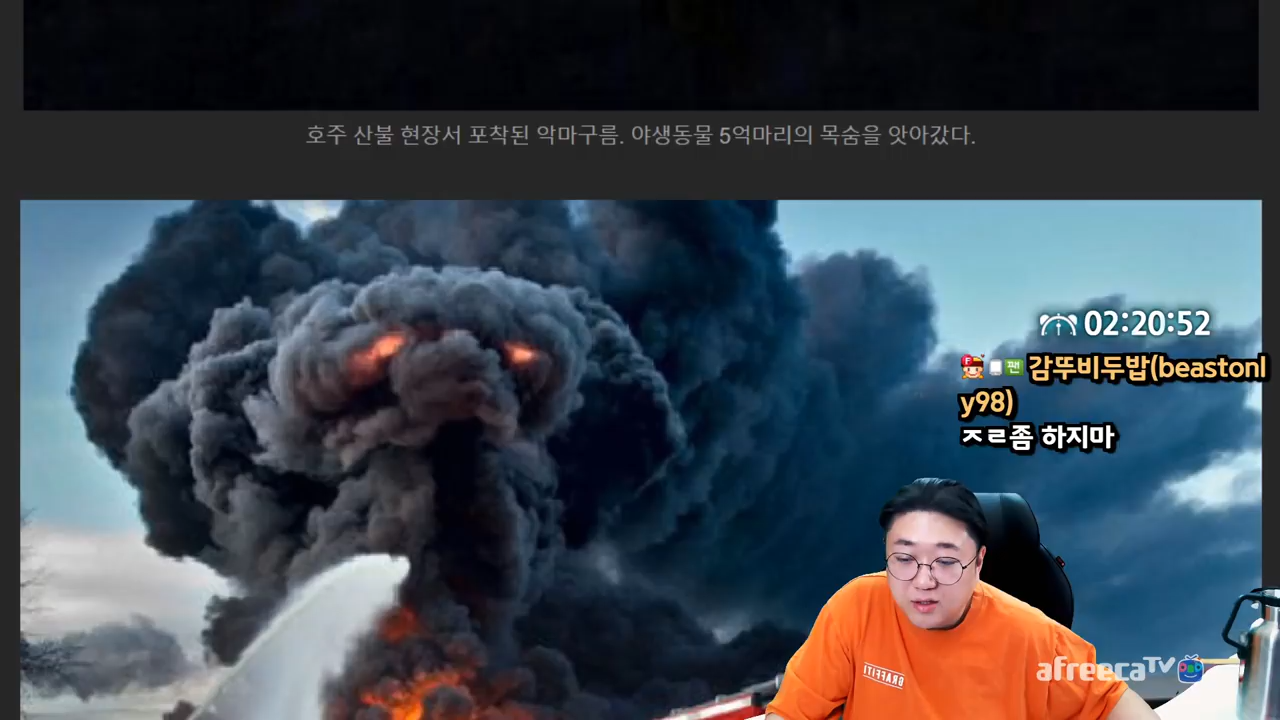 호주 산불 현장서 포착된 악마구름. 야생동물 5억마리의 목숨을 앗아갔다.
02:20:52
F 팬 감뚜비두밥(beastonl
y98)
ㅈㄹ좀 하지마
GRAFFITI
afreecaTV